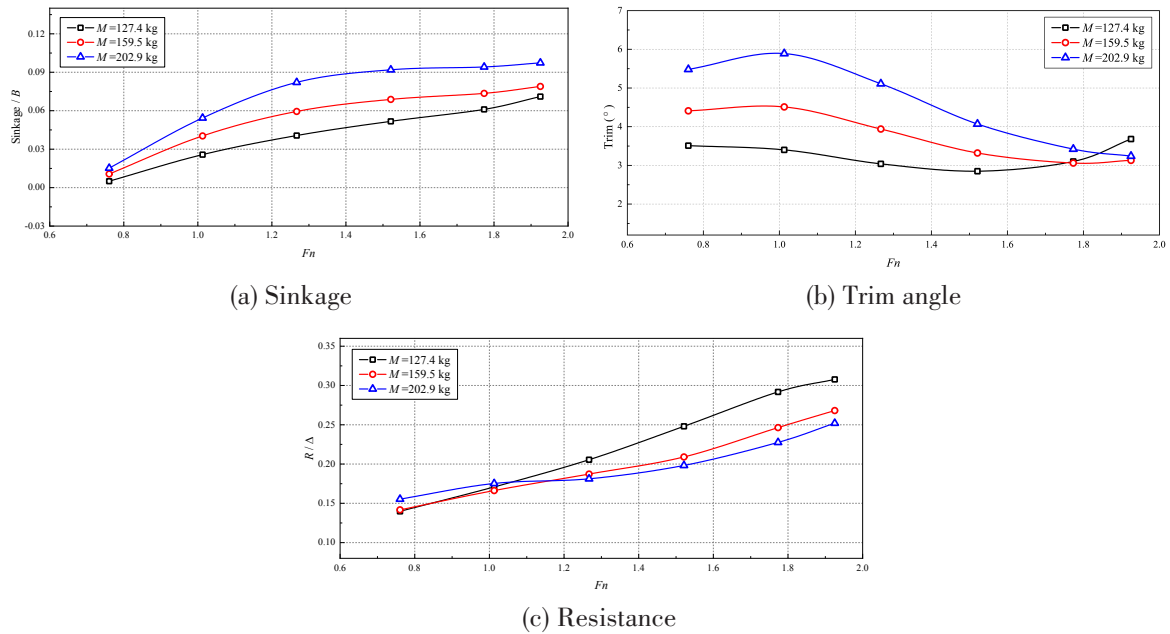 M =127.4 kg
M =159.5 kg
M =202.9 kg
Sinkage / B
0.12
0.09
0.06
0.03
0.00
-0.03
0.6 0.8 1.0 1.2 1.4 1.6 1.8 2.0
Fn
(a) Sinkage
M =127.4 kg
M =159.5 kg
M =202.9 kg
Trim (°)
7
6
5
4
3
2
0.6 0.8 1.0 1.2 1.4 1.6 1.8 2.0
Fn
(b) Trim angle
M =127.4 kg
M =159.5 kg
M =202.9 kg
R / Δ
0.35
0.30
0.25
0.20
0.15
0.10
0.6 0.8 1.0 1.2 1.4 1.6 1.8 2.0
Fn
(c) Resistance